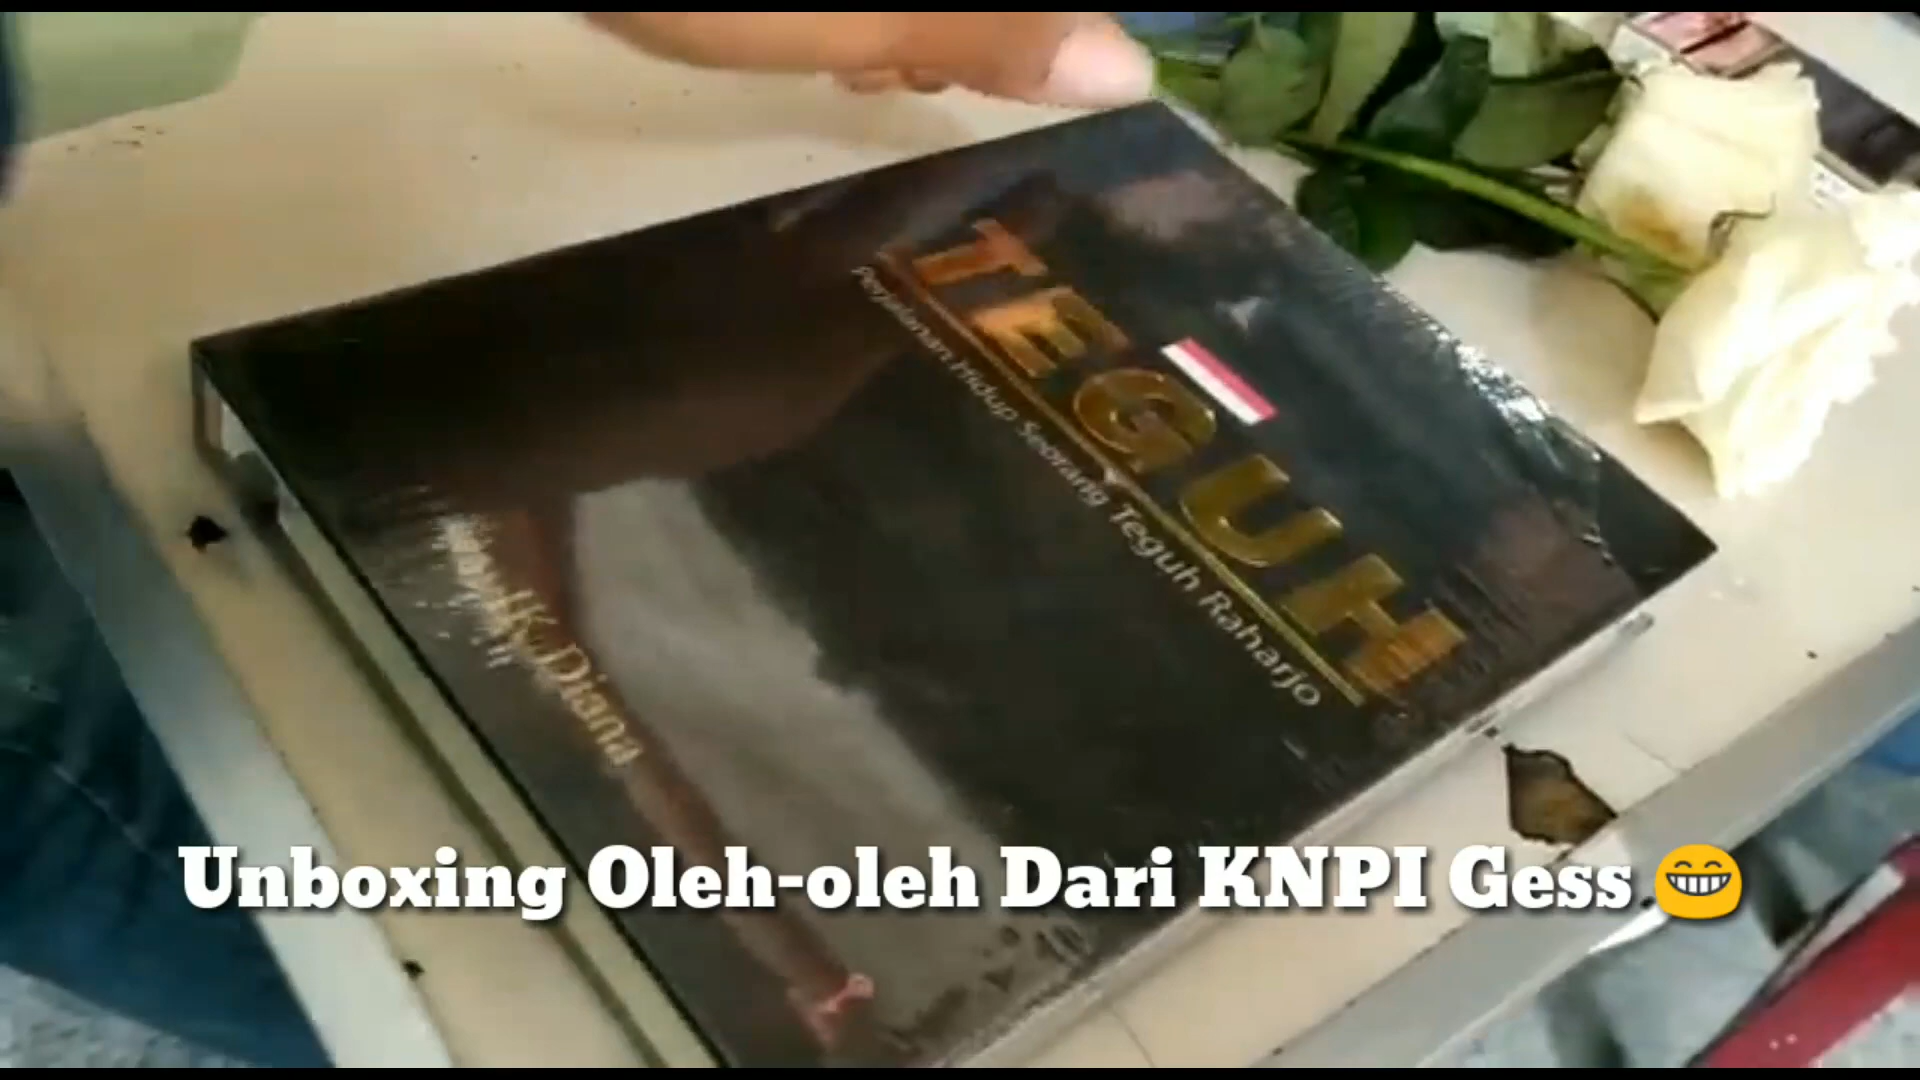 TEGUH
Perjalanan Hidup Seorang Teguh Raharjo
Diana
Unboxing Oleh-oleh Dari KNPI Gess 😁